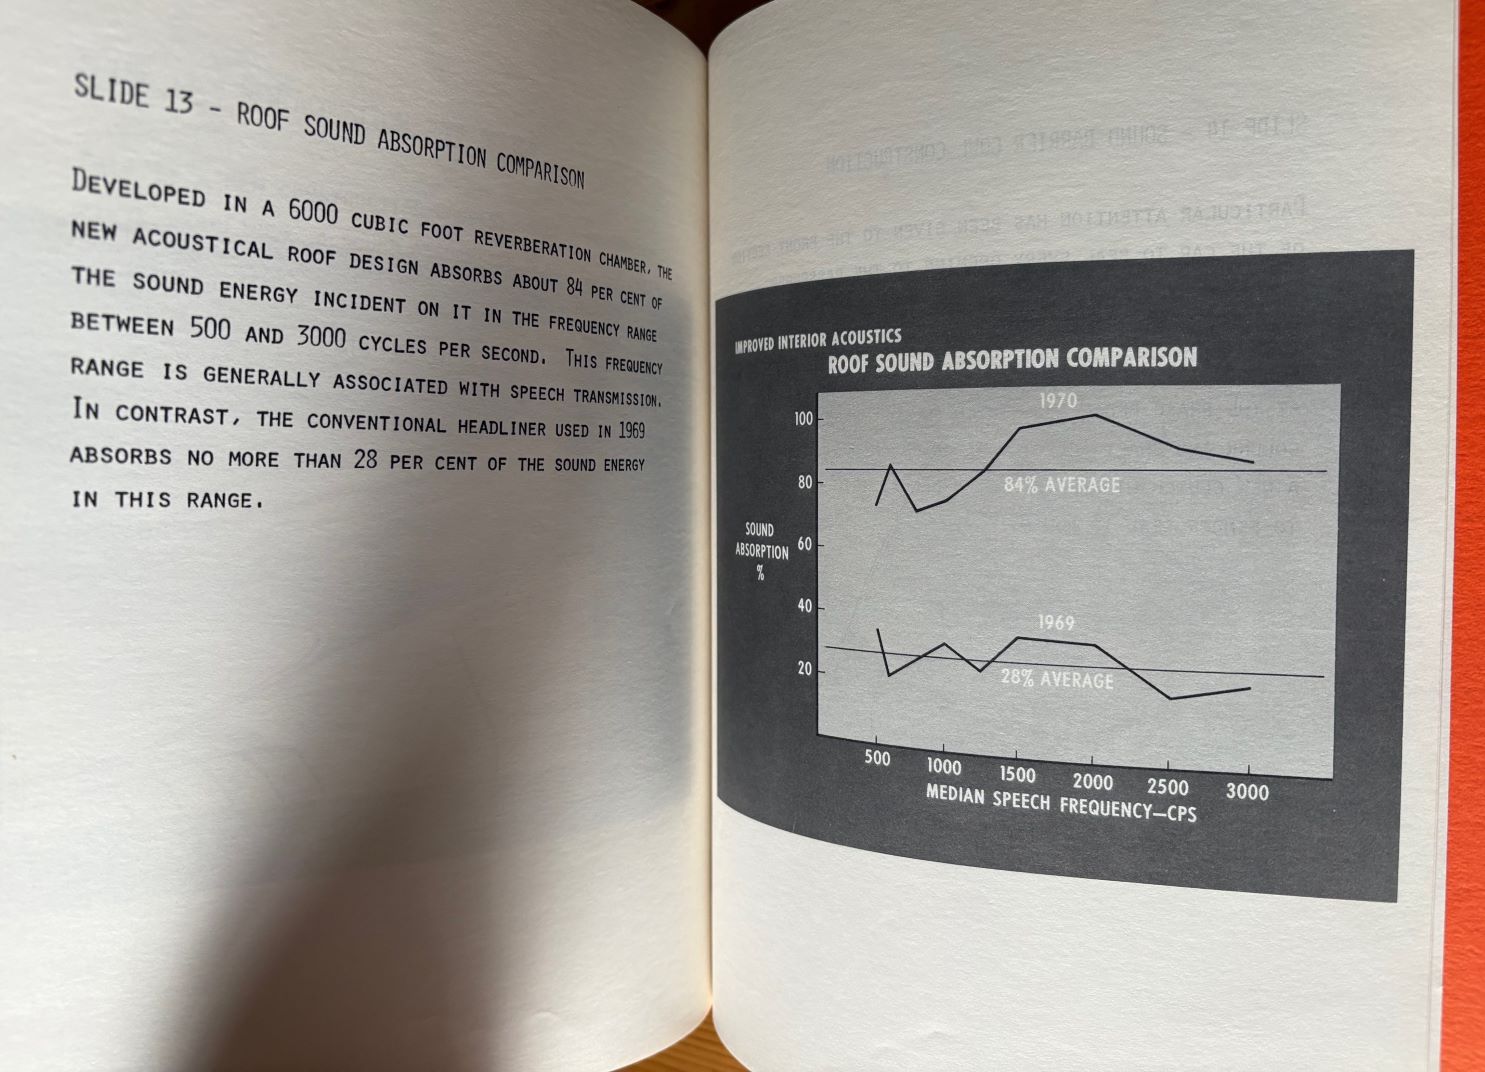 SLIDE 13 - ROOF SOUND ABSORPTION COMPARISON
DEVELOPED IN A 6000 CUBIC FOOT REVERBERATION CHAMBER, THE
NEW ACOUSTICAL ROOF DESIGN ABSORBS ABOUT 84 PER CENT OF
THE SOUND ENERGY INCIDENT ON IT IN THE FREQUENCY RANGE
BETWEEN 500 AND 3000 CYCLES PER SECOND. THIS FREQUENCY
RANGE IS GENERALLY ASSOCIATED WITH SPEECH TRANSMISSION.
IN CONTRAST, THE CONVENTIONAL HEADLINER USED IN 1969
ABSORBS NO MORE THAN 28 PER CENT OF THE SOUND ENERGY
IN THIS RANGE.
IMPROVED INTERIOR ACOUSTICS
ROOF SOUND ABSORPTION COMPARISON
1970
100
84% AVERAGE
80
SOUND
ABSORPTION
%
60
40
1969
28% AVERAGE
20
500 1000 1500 2000 2500 3000
MEDIAN SPEECH FREQUENCY—CPS